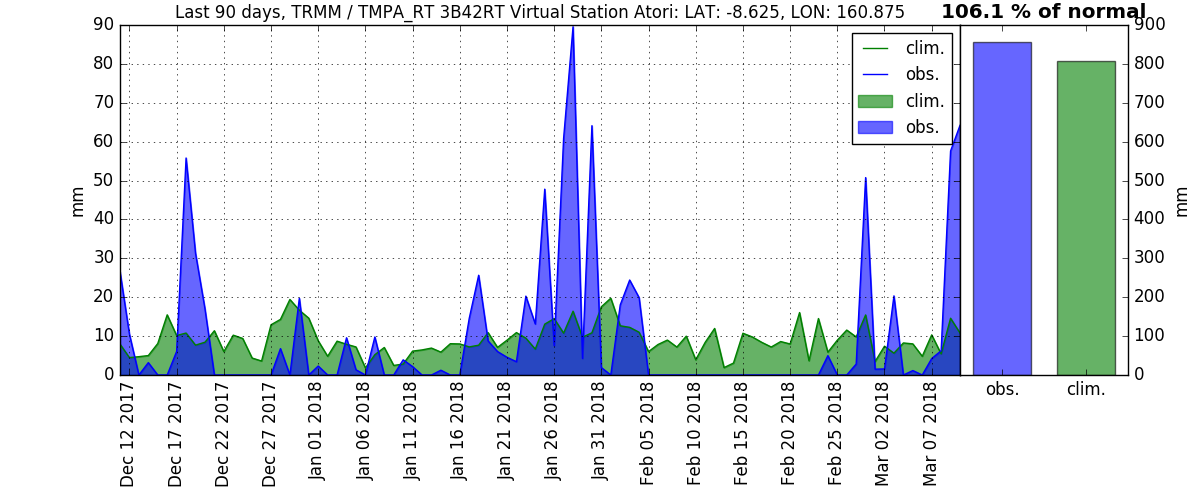 Last 90 days, TRMM / TMPA_RT 3B42RT Virtual Station Atori: LAT: -8.625, LON: 160.875
106.1 % of normal
90
80
70
60
50
40
30
20
10
0
mm
clim.
obs.
clim.
obs.
Dec 12 2017
Dec 17 2017
Dec 22 2017
Dec 27 2017
Jan 01 2018
Jan 06 2018
Jan 11 2018
Jan 16 2018
Jan 21 2018
Jan 26 2018
Jan 31 2018
Feb 05 2018
Feb 10 2018
Feb 15 2018
Feb 20 2018
Feb 25 2018
Mar 02 2018
Mar 07 2018
900
800
700
600
500
400
300
200
100
0
mm
obs.
clim.